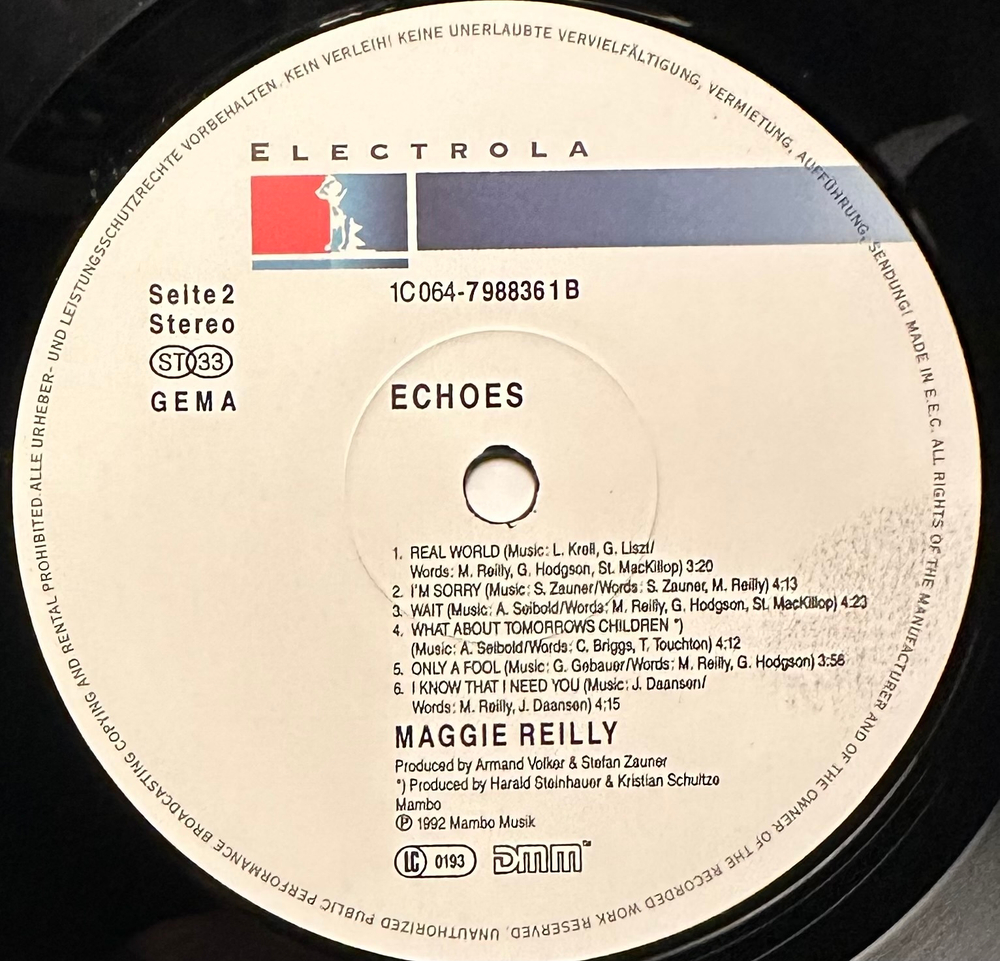 KEIN VERLEIH! KEINE UNERLAUBTE VERVIELFÄLTIGUNG, VERMIETUNG, AUFFÜHRUNG, SENDUNG! MADE IN E.E.C. ALL RIGHTS OF THE MANUFACTURER AND OF THE OWNER OF THE RECORDED WORK RESERVED. UNAUTHORIZED PUBLIC PERFORMANCE BROADCASTING COPYING AND RENTAL PROHIBITED. ALLE URHEBER- UND LEISTUNGSSCHUTZRECHTE VORBEHALTEN.
ELECTROLA
Seite 2
1C 064-7988361 B
Stereo
ST 33
GEMA
ECHOES
1. REAL WORLD (Music: L. Kroll, G. Liszt/
Words: M. Reilly, G. Hodgson, St. MacKillop) 3:20
2. I'M SORRY (Music: S. Zauner/Words: S. Zauner, M. Reilly) 4:13
3. WAIT (Music: A. Seibold/Words: M. Reilly, G. Hodgson, St. MacKillop) 4:23
4. WHAT ABOUT TOMORROWS CHILDREN *)
(Music: A. Seibold/Words: C. Briggs, T. Touchton) 4:12
5. ONLY A FOOL (Music: G. Gebauer/Words: M. Reilly, G. Hodgson) 3:56
6. I KNOW THAT I NEED YOU (Music: J. Daansen/
Words: M. Reilly, J. Daansen) 4:15
MAGGIE REILLY
Produced by Armand Volker & Stefan Zauner
*) Produced by Harald Steinhauer & Kristian Schultze
Mambo
℗ 1992 Mambo Musik
LC 0193 DMM™